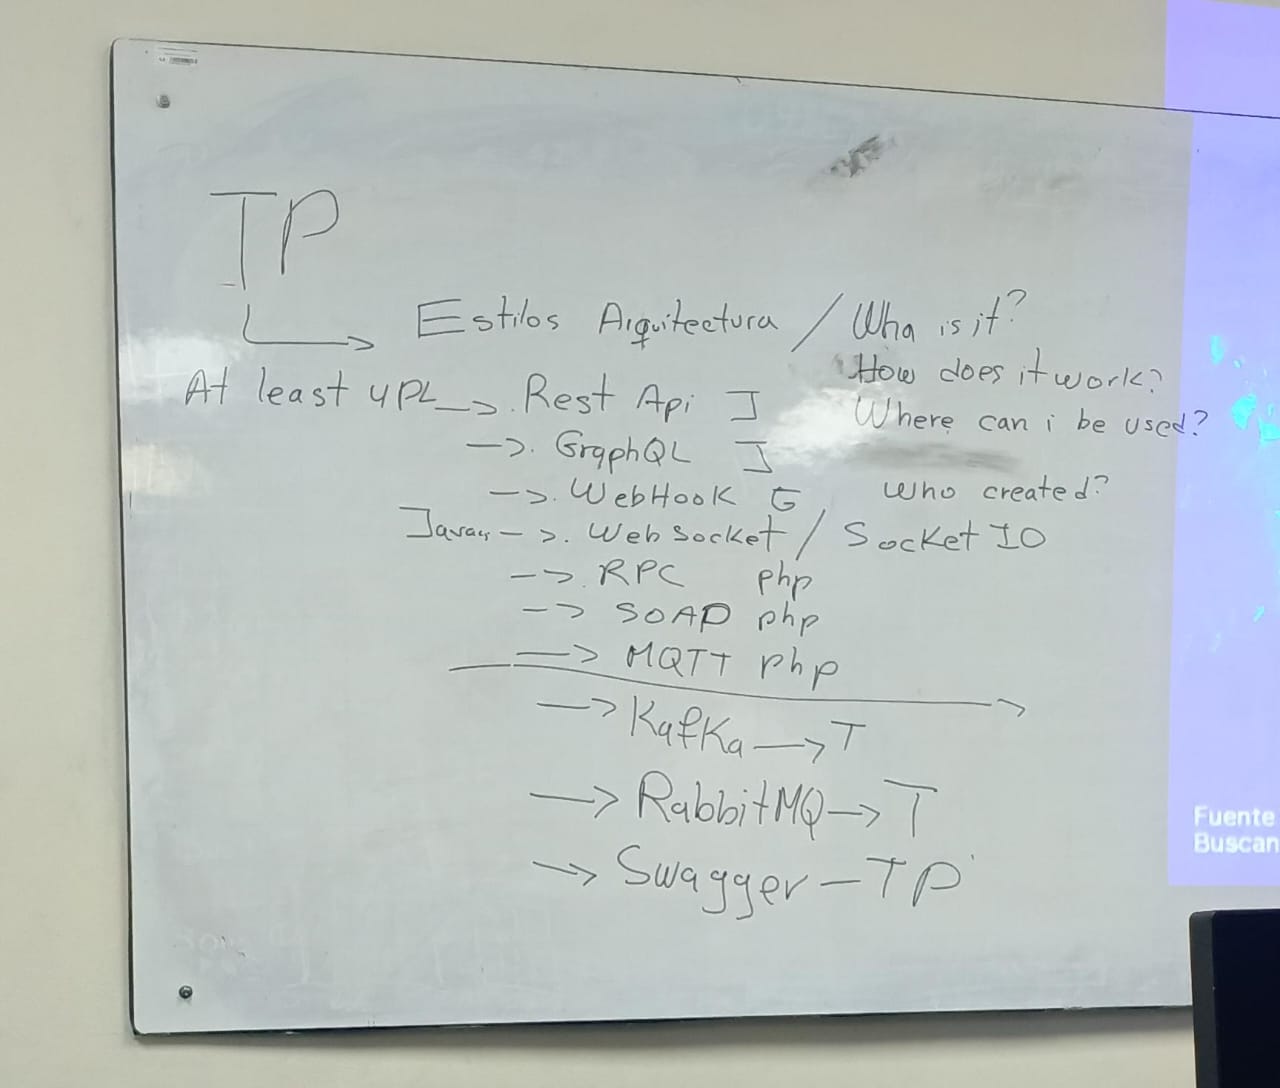 TP
Estilos Arquitectura / Wha is it?
How does it work?
At least 4 PL -> . Rest Api J
Where can i be used?
-> . GraphQL J
-> . WebHook G
Who created?
-> . Web Socket / Socket IO
-> . RPC php
-> SOAP php
-> MQTT php
-> Kafka -> T
-> RabbitMQ -> T
-> Swagger - TP
Fuente
Buscan